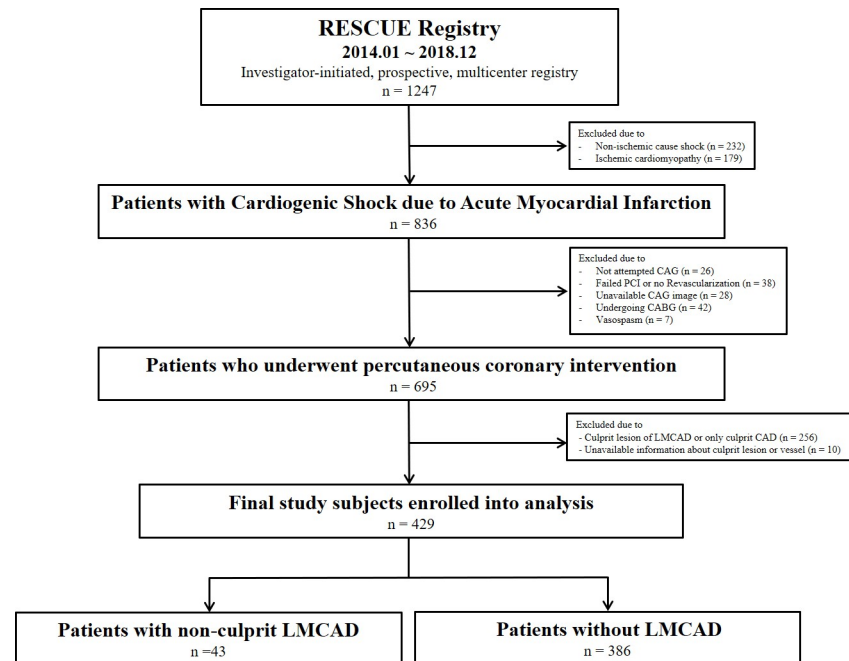 RESCUE Registry
2014.01 ~ 2018.12
Investigator-initiated, prospective, multicenter registry
n = 1247
Excluded due to
- Non-ischemic cause shock (n = 232)
- Ischemic cardiomyopathy (n = 179)
Patients with Cardiogenic Shock due to Acute Myocardial Infarction
n = 836
Excluded due to
- Not attempted CAG (n = 26)
- Failed PCI or no Revascularization (n = 38)
- Unavailable CAG image (n = 28)
- Undergoing CABG (n = 42)
- Vasospasm (n = 7)
Patients who underwent percutaneous coronary intervention
n = 695
Excluded due to
- Culprit lesion of LMCAD or only culprit CAD (n = 256)
- Unavailable information about culprit lesion or vessel (n = 10)
Final study subjects enrolled into analysis
n = 429
Patients with non-culprit LMCAD
n =43
Patients without LMCAD
n = 386